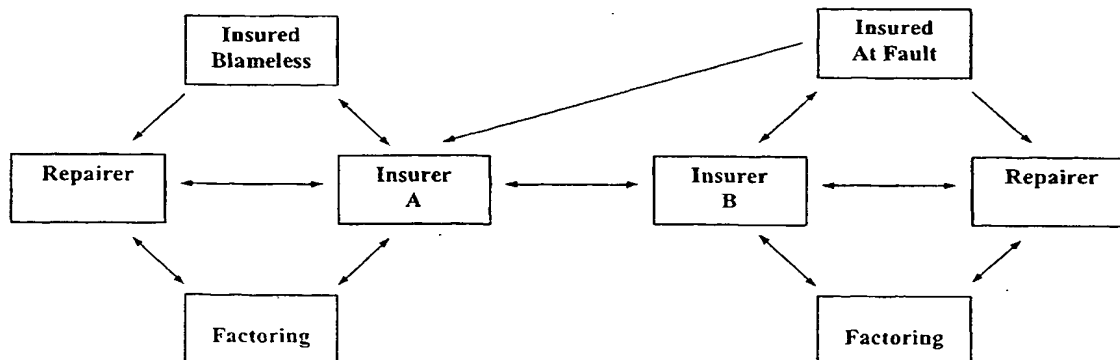 Insured
Blameless
Insured
At Fault
Repairer
Insurer
A
Insurer
B
Repairer
Factoring
Factoring